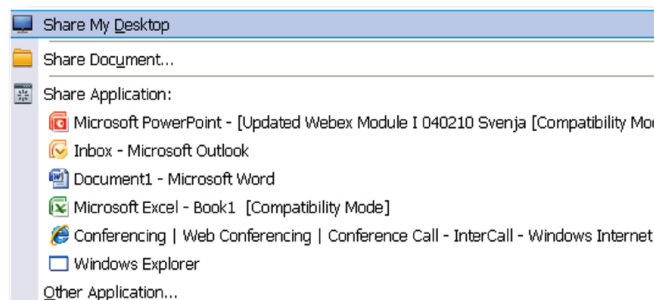 Share My Desktop
Share Document...
Share Application:
Microsoft PowerPoint - [Updated Webex Module I 040210 Svenja [Compatibility Mo
Inbox - Microsoft Outlook
Document1 - Microsoft Word
Microsoft Excel - Book1 [Compatibility Mode]
Conferencing | Web Conferencing | Conference Call - InterCall - Windows Internet
Windows Explorer
Other Application...